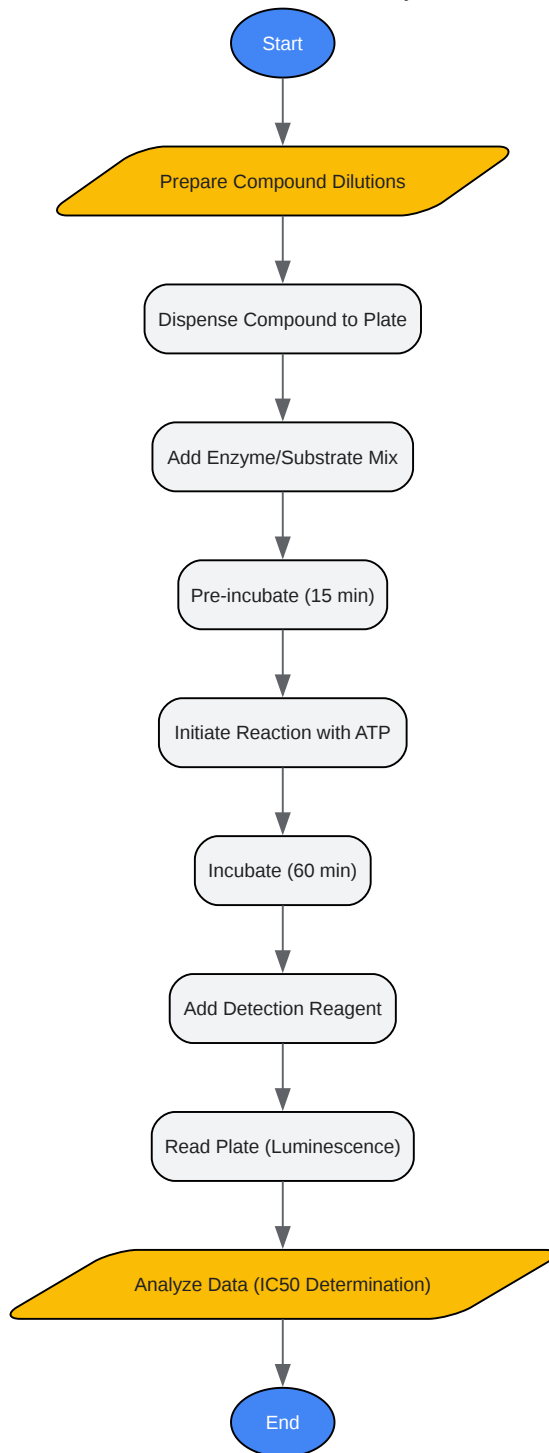 Start
Prepare Compound Dilutions
Dispense Compound to Plate
Add Enzyme/Substrate Mix
Pre-incubate (15 min)
Initiate Reaction with ATP
Incubate (60 min)
Add Detection Reagent
Read Plate (Luminescence)
Analyze Data (IC50 Determination)
End